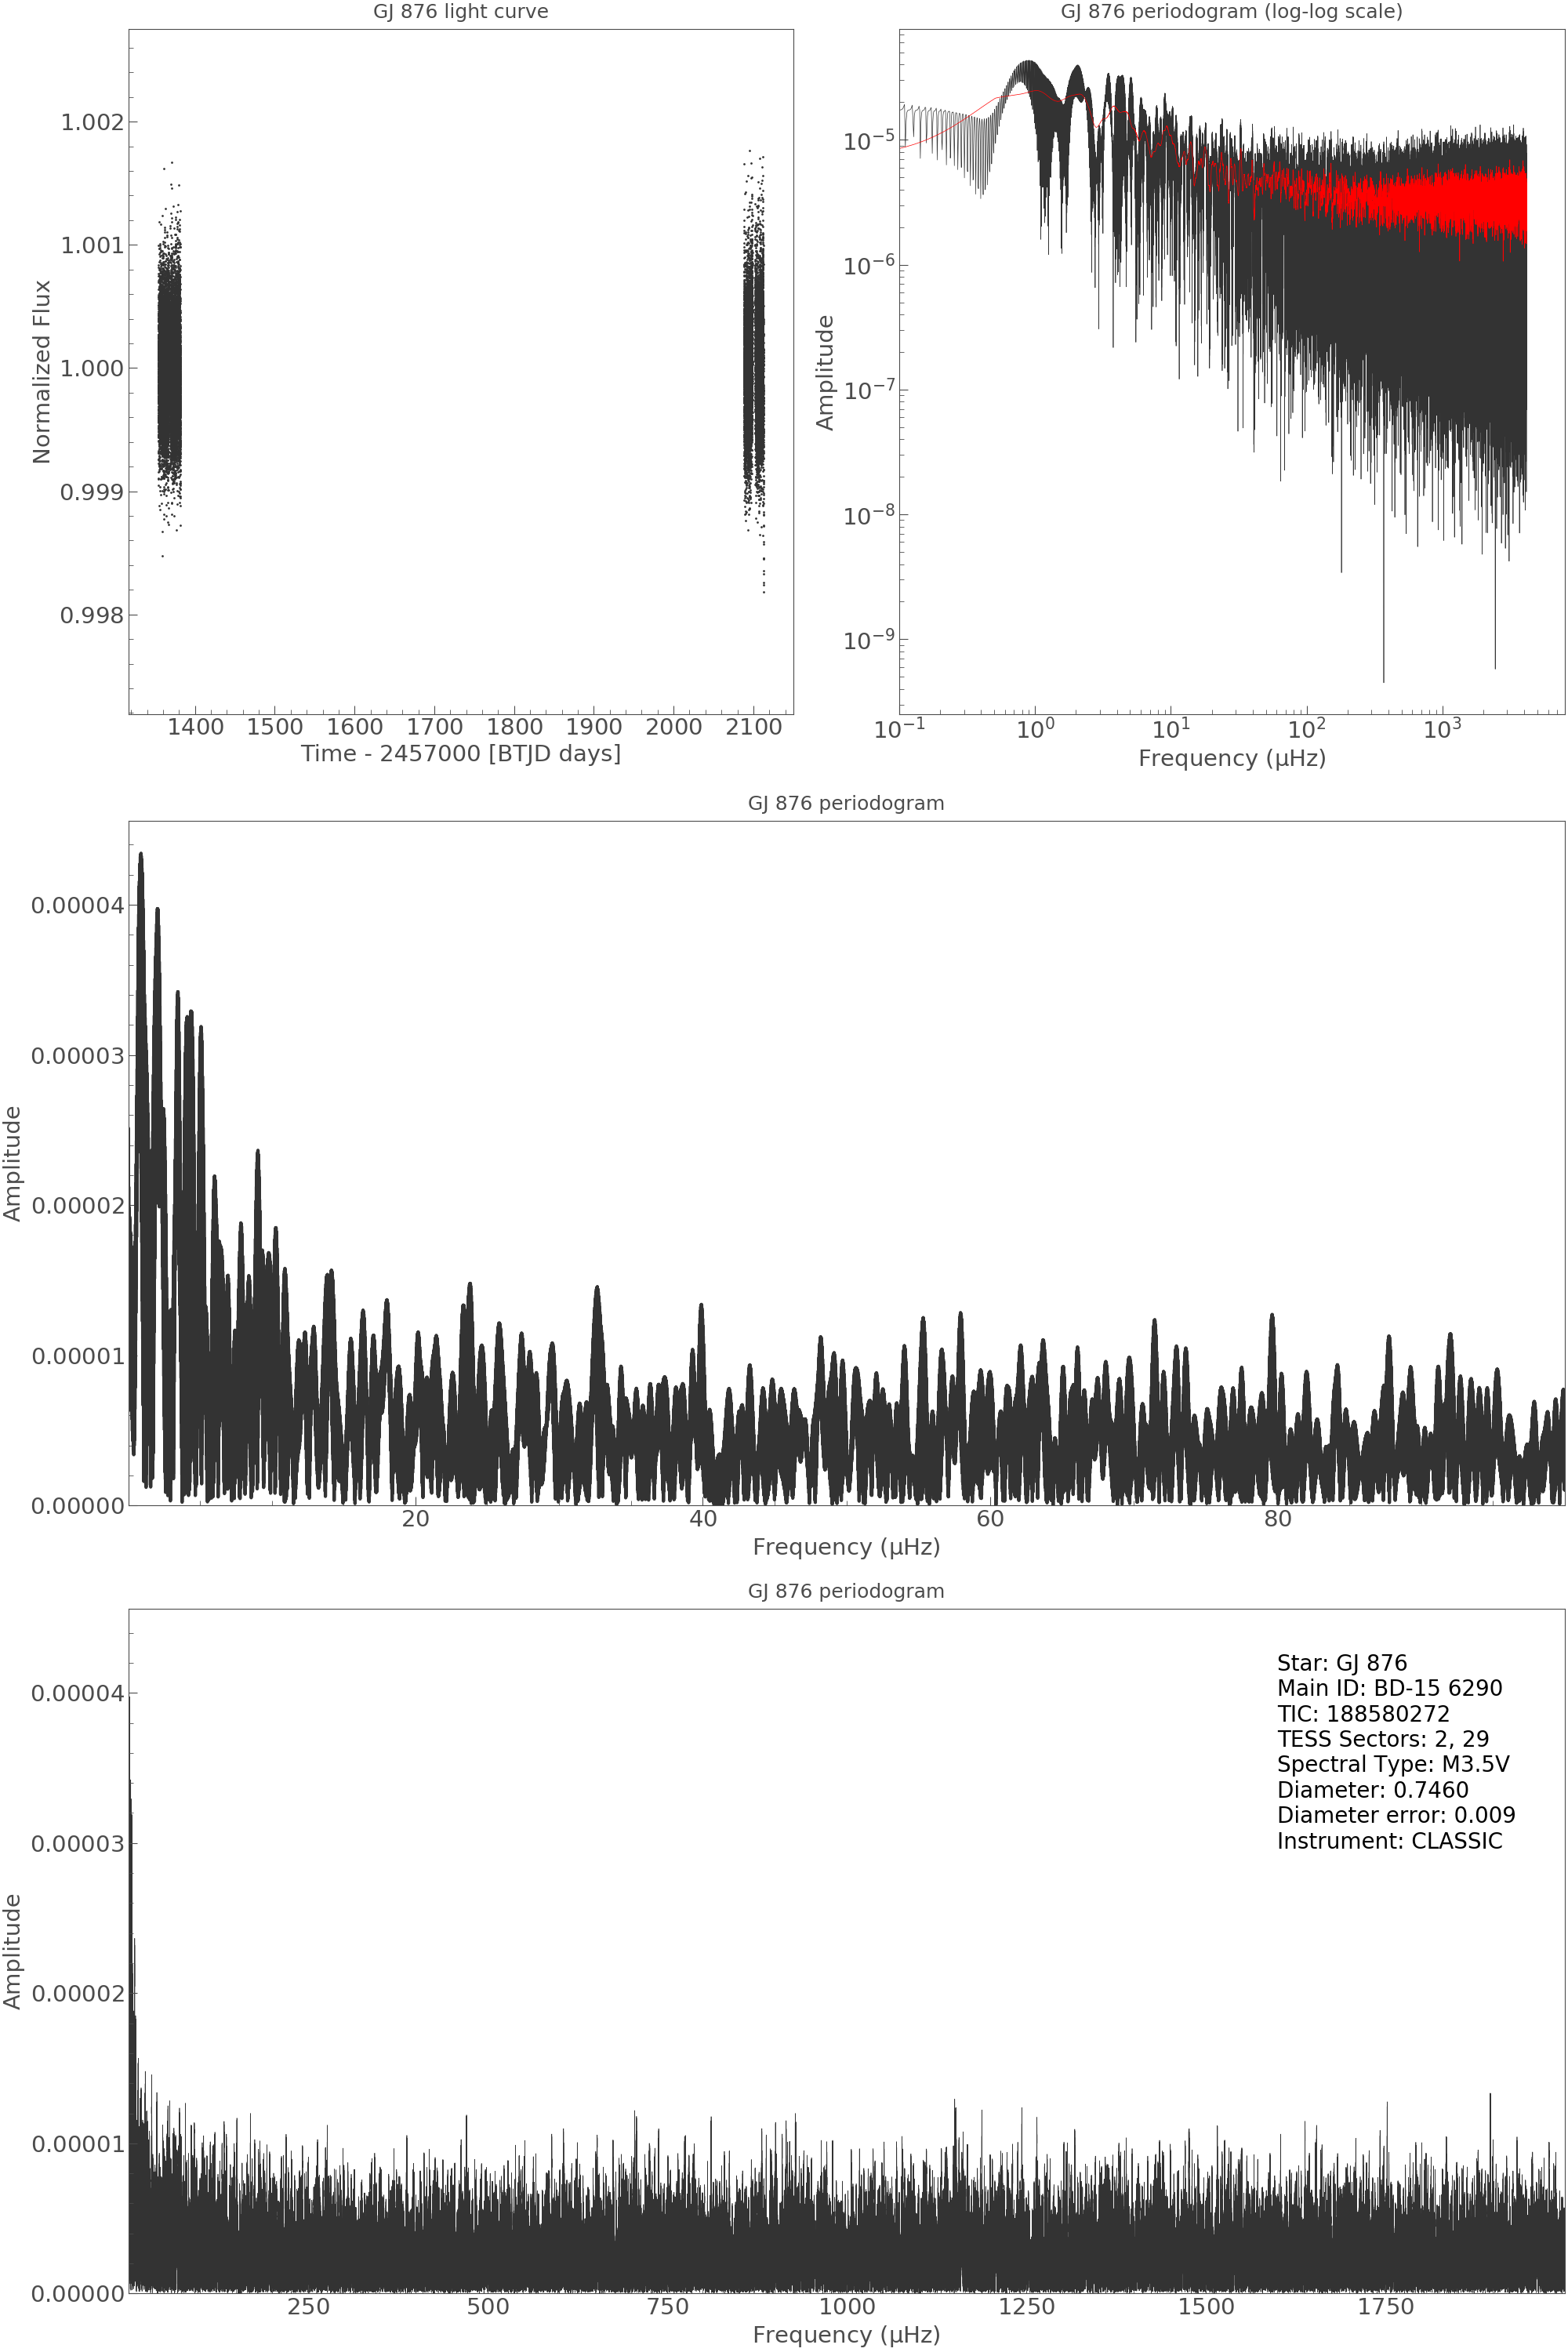 GJ 876 light curve
1.002
1.001
1.000
0.999
0.998
Normalized Flux
1400 1500 1600 1700 1800 1900 2000 2100
Time - 2457000 [BTJD days]
GJ 876 periodogram (log-log scale)
10⁻⁵
10⁻⁶
10⁻⁷
10⁻⁸
10⁻⁹
Amplitude
10⁻¹ 10⁰ 10¹ 10² 10³
Frequency (μHz)
GJ 876 periodogram
0.00004
0.00003
0.00002
0.00001
0.00000
Amplitude
20 40 60 80
Frequency (μHz)
GJ 876 periodogram
0.00004
0.00003
0.00002
0.00001
0.00000
Amplitude
Star: GJ 876
Main ID: BD-15 6290
TIC: 188580272
TESS Sectors: 2, 29
Spectral Type: M3.5V
Diameter: 0.7460
Diameter error: 0.009
Instrument: CLASSIC
250 500 750 1000 1250 1500 1750
Frequency (μHz)